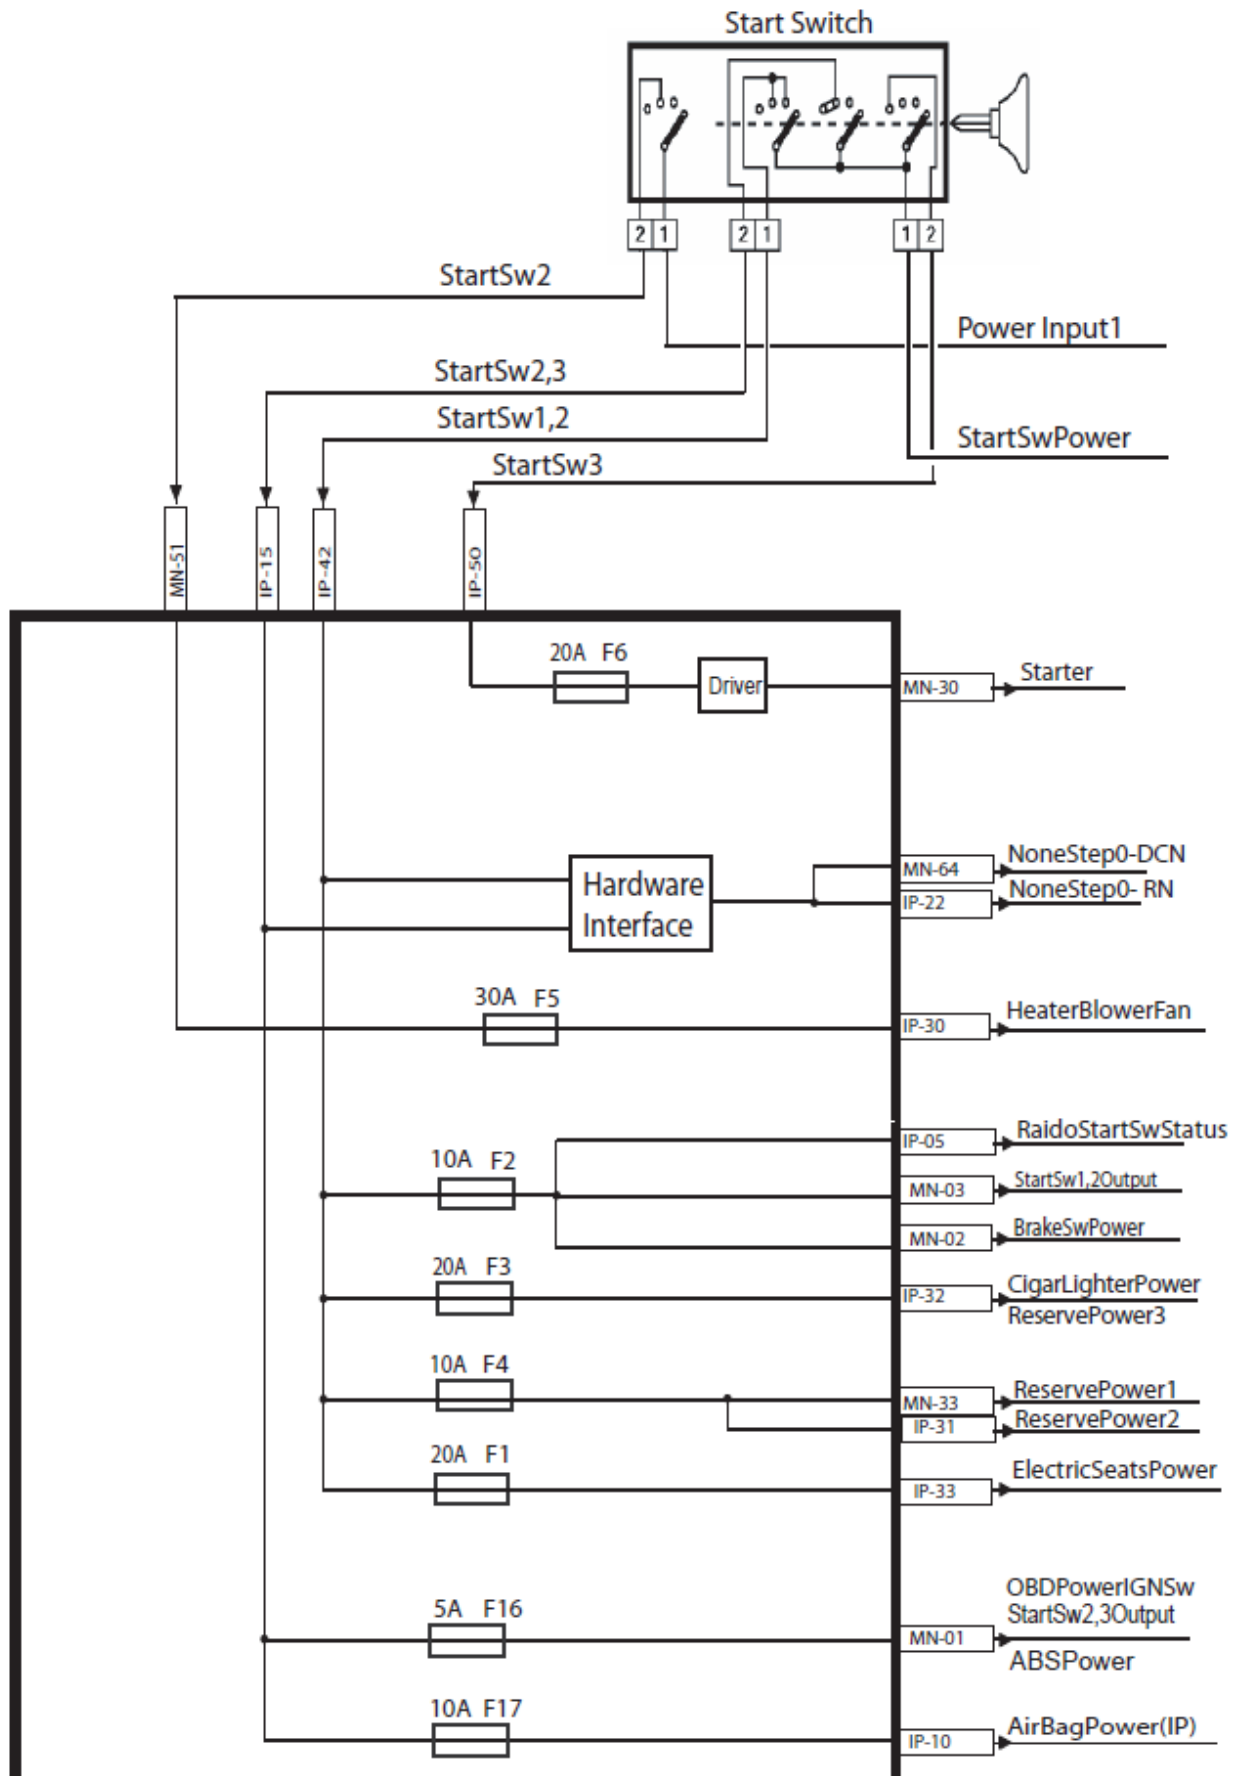 Start Switch
2 1
2 1
1 2
StartSw2
Power Input1
StartSw2,3
StartSw1,2
StartSwPower
StartSw3
MN-51
IP-15
IP-42
IP-50
20A F6
Driver
MN-30
Starter
Hardware
Interface
MN-64
NoneStep0-DCN
IP-22
NoneStep0- RN
30A F5
IP-30
HeaterBlowerFan
IP-05
RaidoStartSwStatus
10A F2
MN-03
StartSw1,2Output
MN-02
BrakeSwPower
20A F3
IP-32
CigarLighterPower
ReservePower3
10A F4
MN-33
ReservePower1
IP-31
ReservePower2
20A F1
IP-33
ElectricSeatsPower
OBDPowerIGNSw
StartSw2,3Output
5A F16
MN-01
ABSPower
10A F17
IP-10
AirBagPower(IP)